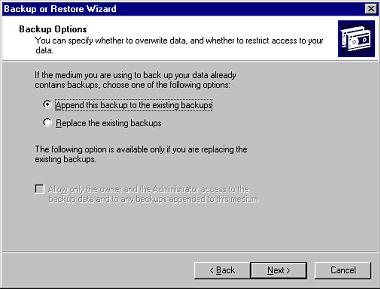 Backup or Restore Wizard
Backup Options
You can specify whether to overwrite data, and whether to restrict access to your
data.
If the medium you are using to back up your data already
contains backups, choose one of the following options:
Append this backup to the existing backups
Replace the existing backups
The following option is available only if you are replacing the
existing backups.
Allow only the owner and the Administrator access to the
backup data and to any backups appended to this medium
< Back
Next >
Cancel